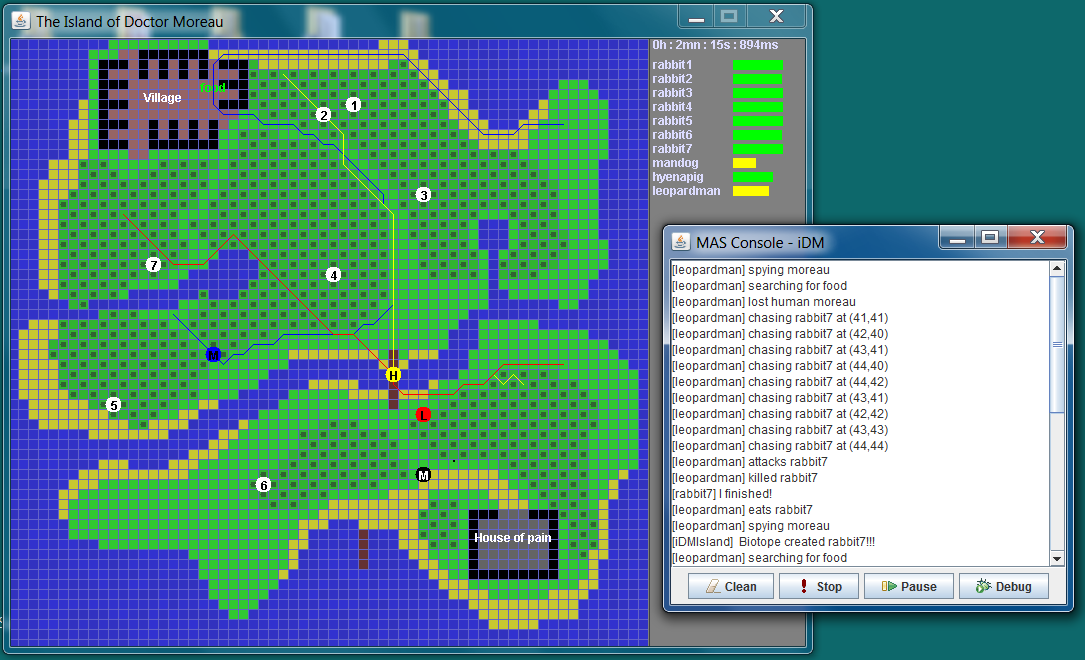 The Island of Doctor Moreau
0h : 2mn : 15s : 894ms
rabbit1
rabbit2
rabbit3
rabbit4
rabbit5
rabbit6
rabbit7
mandog
hyenapig
leopardman
Village
food
1
2
3
7
4
M
H
5
L
M
6
House of pain
MAS Console - iDM
[leopardman] spying moreau
[leopardman] searching for food
[leopardman] lost human moreau
[leopardman] chasing rabbit7 at (41,41)
[leopardman] chasing rabbit7 at (42,40)
[leopardman] chasing rabbit7 at (43,41)
[leopardman] chasing rabbit7 at (44,40)
[leopardman] chasing rabbit7 at (44,42)
[leopardman] chasing rabbit7 at (43,41)
[leopardman] chasing rabbit7 at (42,42)
[leopardman] chasing rabbit7 at (43,43)
[leopardman] chasing rabbit7 at (44,44)
[leopardman] attacks rabbit7
[leopardman] killed rabbit7
[rabbit7] I finished!
[leopardman] eats rabbit7
[leopardman] spying moreau
[iDMIsland] Biotope created rabbit7!!!
[leopardman] searching for food
Clean
Stop
Pause
Debug